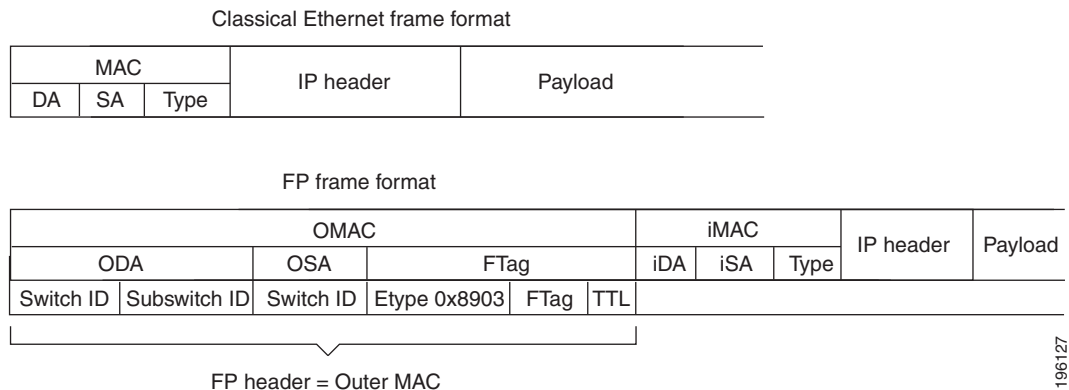 Classical Ethernet frame format
MAC
IP header
Payload
DA
SA
Type
FP frame format
OMAC
iMAC
IP header
Payload
ODA
OSA
FTag
iDA
iSA
Type
Switch ID
Subswitch ID
Switch ID
Etype 0x8903
FTag
TTL
FP header = Outer MAC
196127